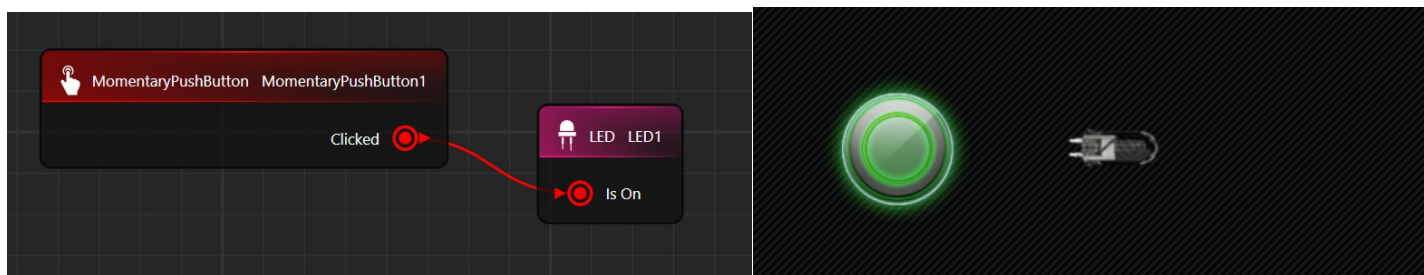 MomentaryPushButton MomentaryPushButton1
Clicked
LED LED1
Is On